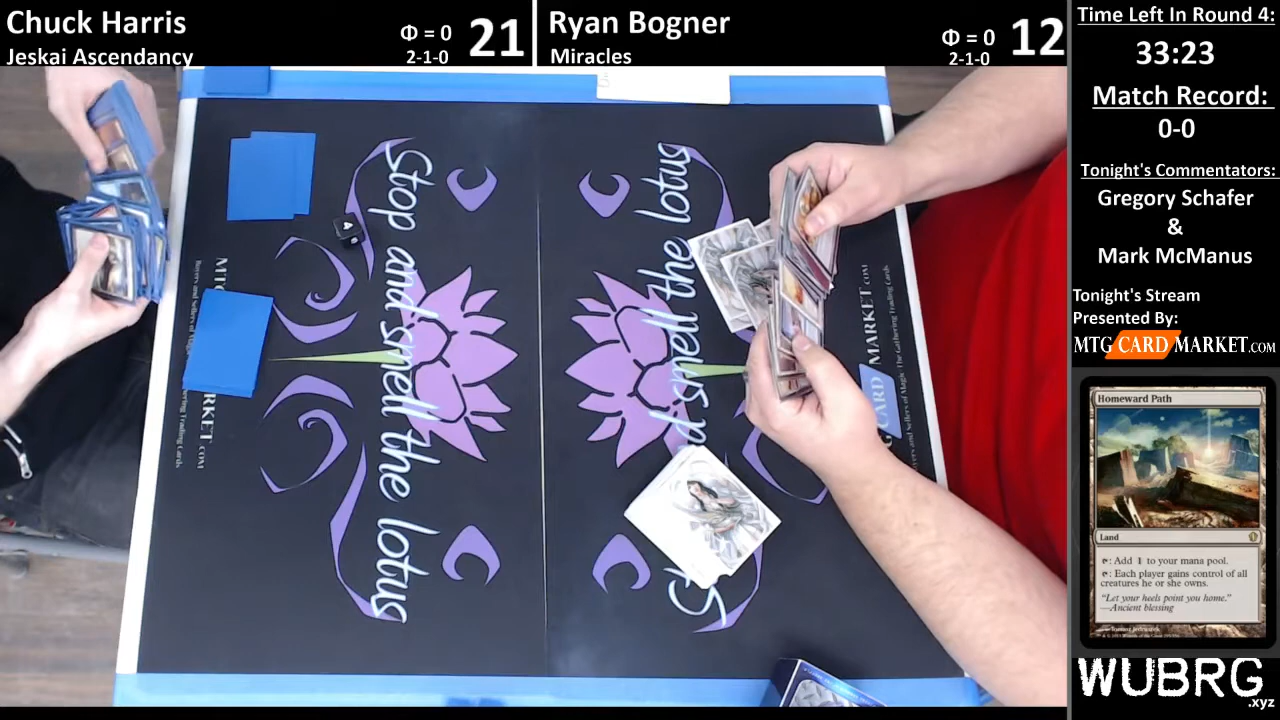 Chuck Harris
Jeskai Ascendancy
Φ = 0
2-1-0
21
Ryan Bogner
Miracles
Φ = 0
2-1-0
12
Time Left In Round 4:
33:23
Match Record:
0-0
Tonight's Commentators:
Gregory Schafer
&
Mark McManus
Tonight's Stream
Presented By:
MTG CARD MARKET.COM
Homeward Path
Land
: Add 1 to your mana pool.
: Each player gains control of all
creatures he or she owns.
"Let your heels point you home."
—Ancient blessing
WUBRG
.xyz
Stop and smell the lotus
St d smell the lotus
MARKET.COM
CARD
4